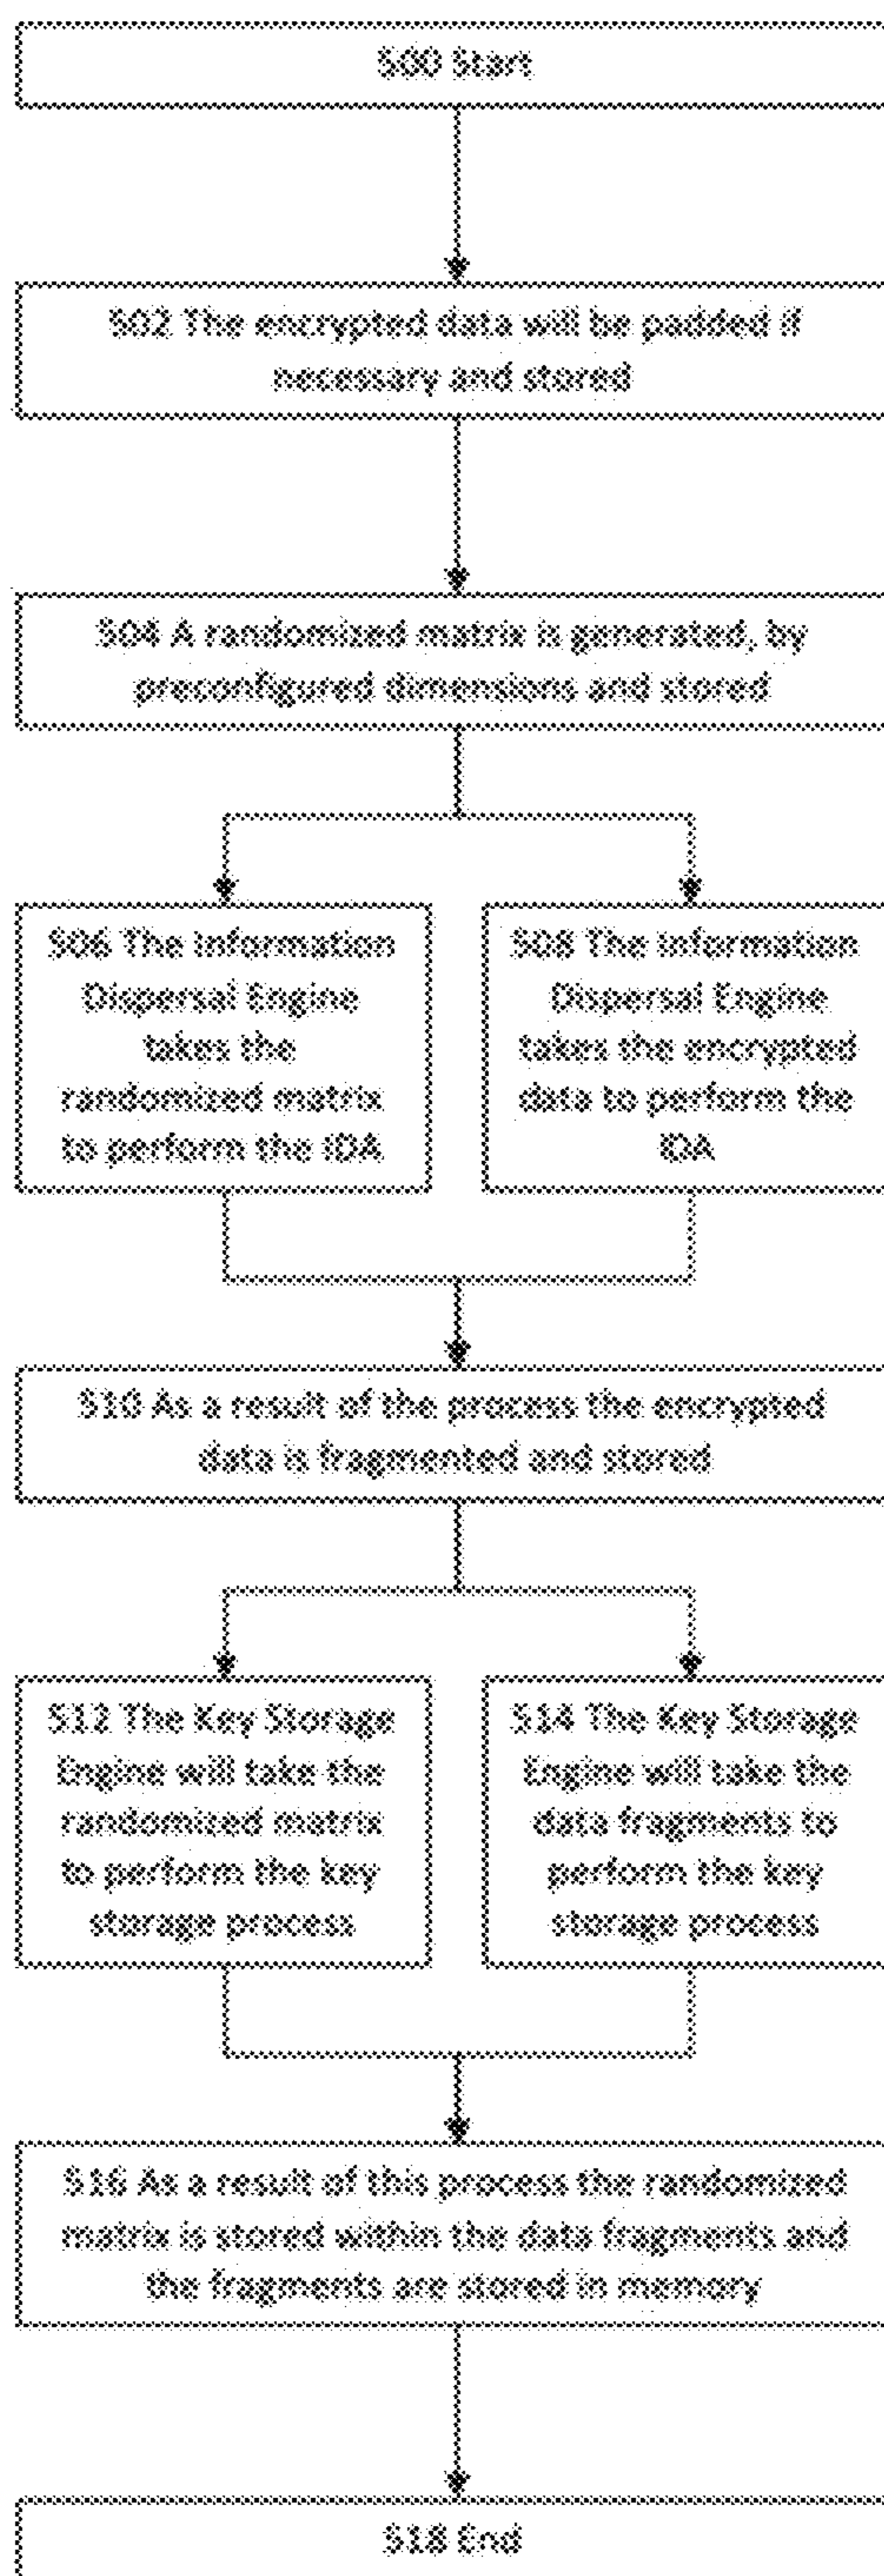 500 Start
502 The encrypted data will be padded if
necessary and stored
504 A randomized matrix is generated, by
preconfigured dimensions and stored
506 The Information
Dispersal Engine
takes the
randomized matrix
to perform the IDA
508 The Information
Dispersal Engine
takes the encrypted
data to perform the
IDA
510 As a result of the process the encrypted
data is fragmented and stored
512 The Key Storage
Engine will take the
randomized matrix
to perform the key
storage process
514 The Key Storage
Engine will take the
data fragments to
perform the key
storage process
516 As a result of this process the randomized
matrix is stored within the data fragments and
the fragments are stored in memory
518 End